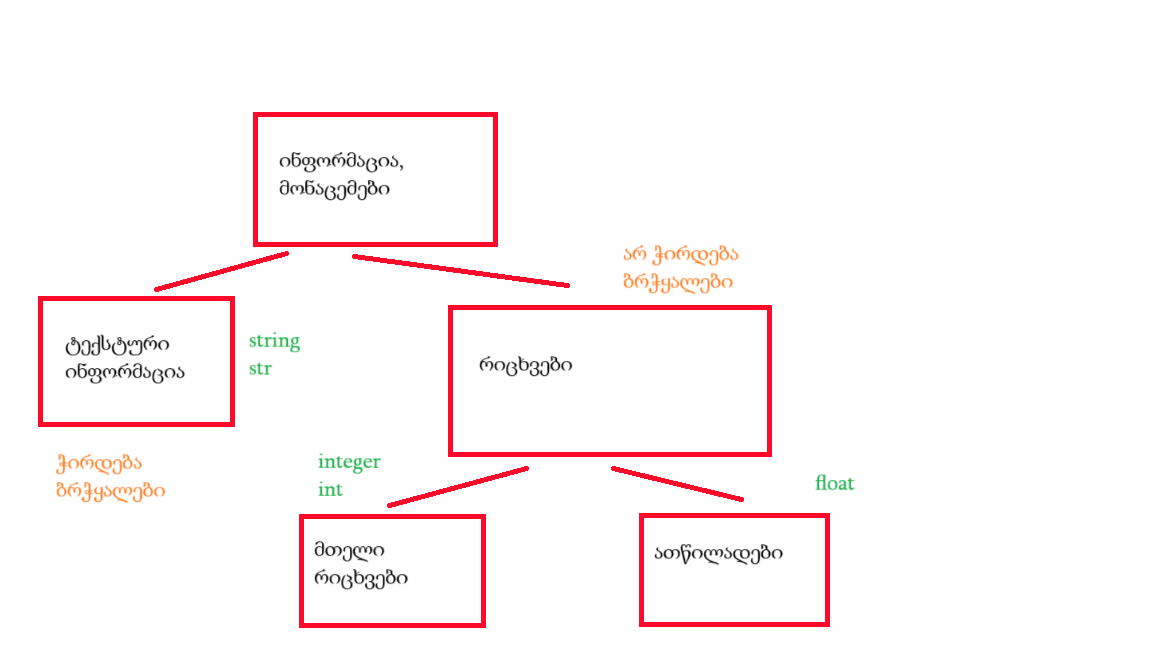 ინფორმაცია,
მონაცემები
არ ჭირდება
ბრჭყალები
ტექსტური
ინფორმაცია
string
str
რიცხვები
ჭირდება
ბრჭყალები
integer
int
float
მთელი
რიცხვები
ათწილადები